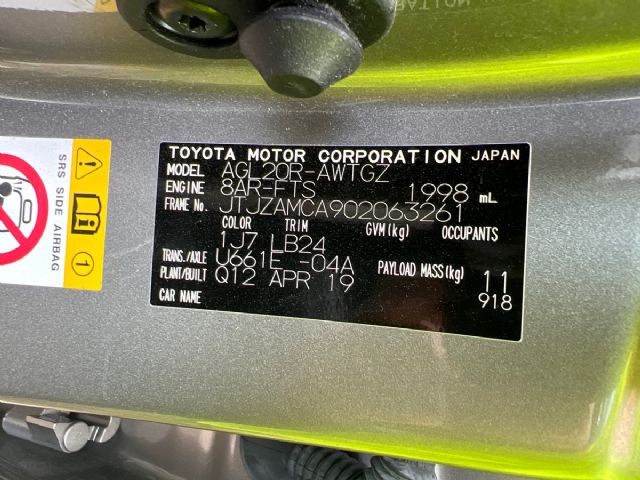 TOYOTA MOTOR CORPORATION JAPAN
MODEL AGL20R-AWTGZ
ENGINE 8AR-FTS 1998 mL
FRAME No. JTJZAMCA902063261
COLOR TRIM GVM(kg) OCCUPANTS
1J7 LB24
TRANS./AXLE U661E -04A PAYLOAD MASS(kg) 11
PLANT/BUILT Q12 APR 19 918
CAR NAME
SRS SIDE AIRBAG
1